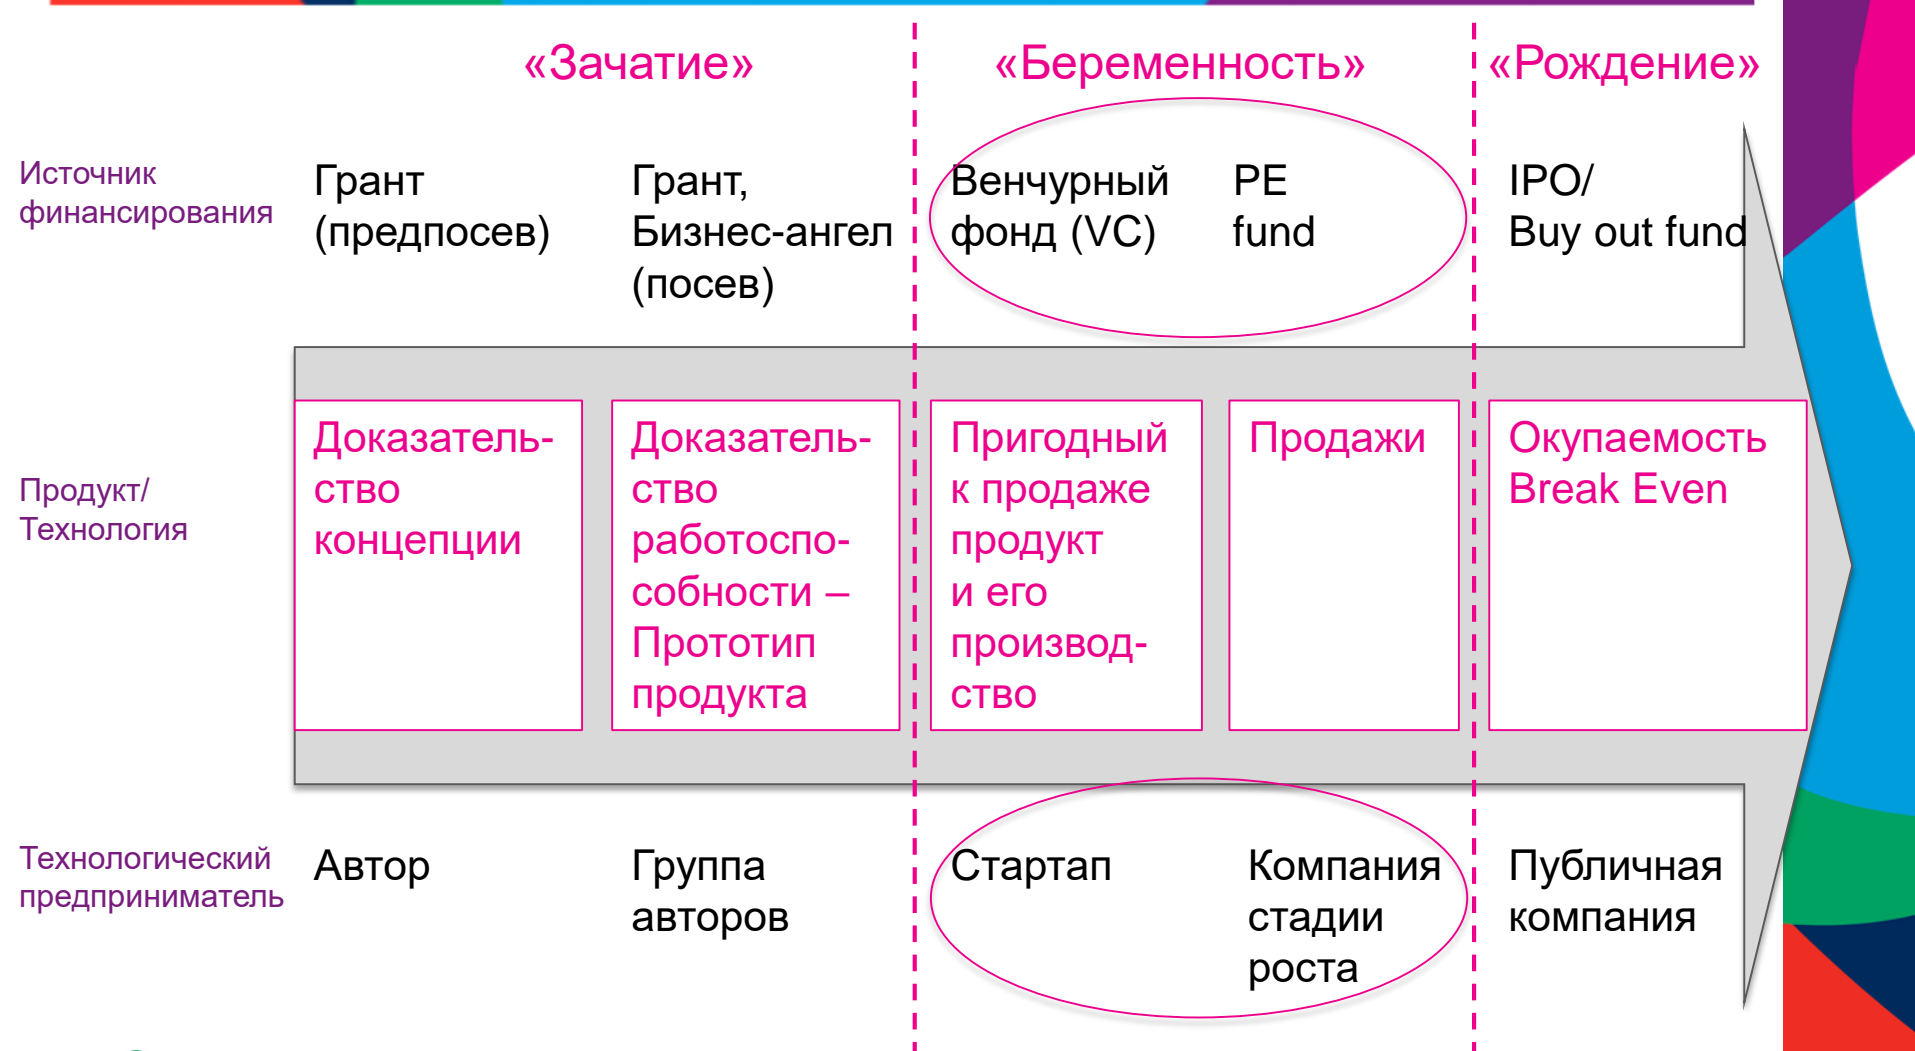 «Зачатие»
«Беременность»
«Рождение»
Источник
финансирования
Грант
(предпосев)
Грант,
Бизнес-ангел
(посев)
Венчурный
фонд (VC)
PE
fund
IPO/
Buy out fund
Продукт/
Технология
Доказатель-
ство
концепции
Доказатель-
ство
работоспо-
собности –
Прототип
продукта
Пригодный
к продаже
продукт
и его
производ-
ство
Продажи
Окупаемость
Break Even
Технологический
предприниматель
Автор
Группа
авторов
Стартап
Компания
стадии
роста
Публичная
компания